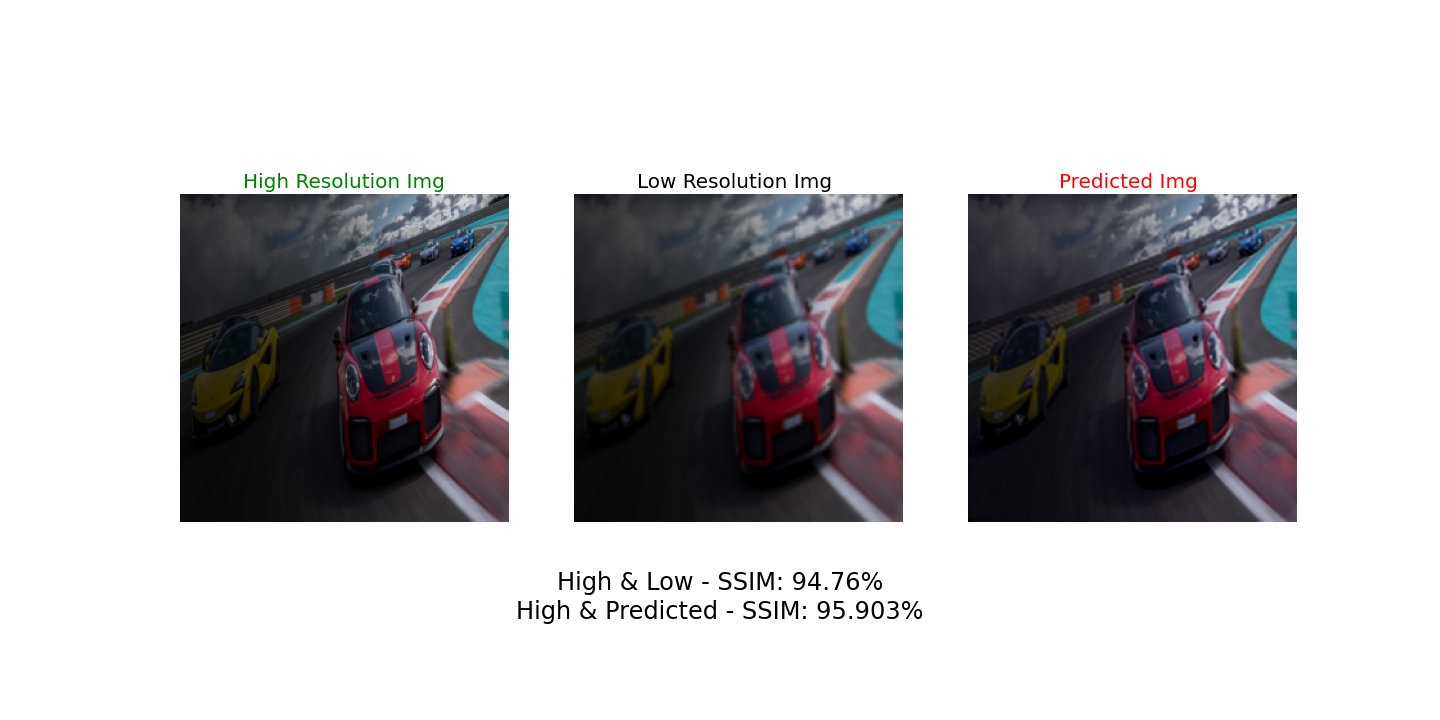 High Resolution Img
Low Resolution Img
Predicted Img
High & Low - SSIM: 94.76%
High & Predicted - SSIM: 95.903%